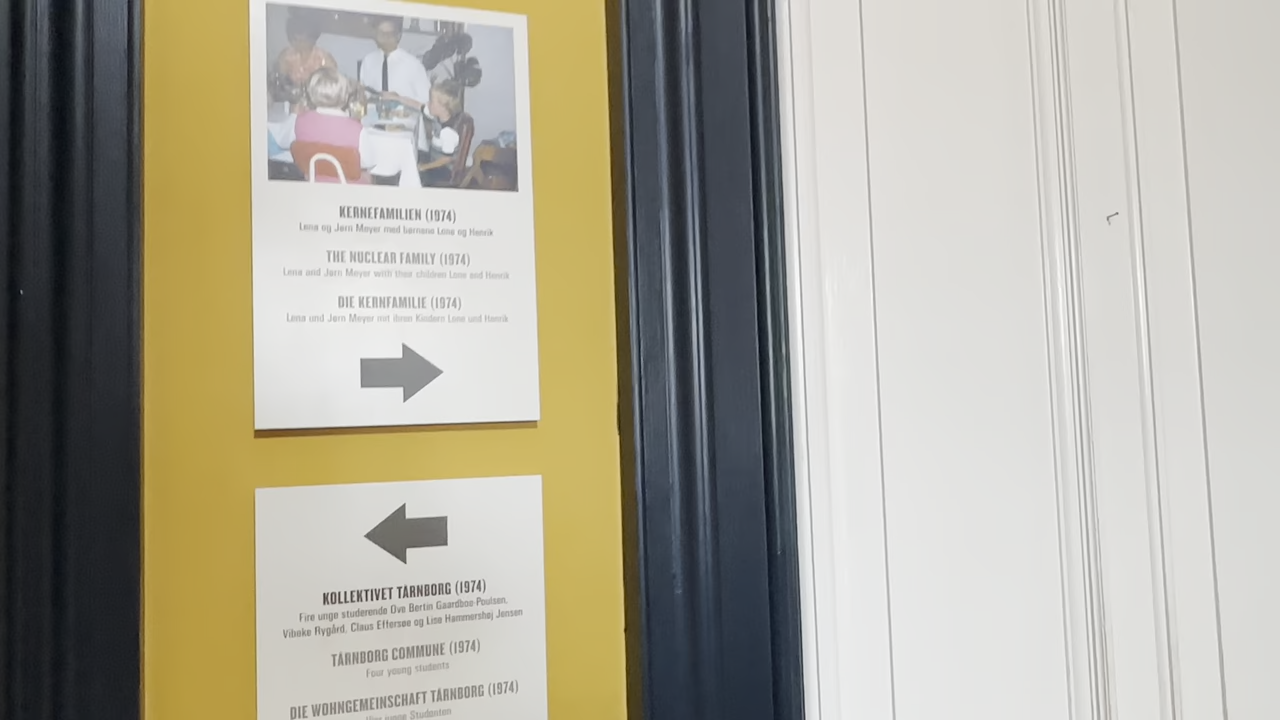 KERNEFAMILIEN (1974)
Lena og Jørn Meyer med børnene Lone og Henrik
THE NUCLEAR FAMILY (1974)
Lena and Jørn Meyer with their children Lone and Henrik
DIE KERNFAMILIE (1974)
Lena und Jørn Meyer mit ihren Kindern Lone und Henrik
KOLLEKTIVET TÅRNBORG (1974)
Fire unge studerende Ove Bertin Gaardboe-Poulsen,
Vibeke Rygård, Claus Effersøe og Lise Hammershøj Jensen
TÅRNBORG COMMUNE (1974)
Four young students
DIE WOHNGEMEINSCHAFT TÅRNBORG (1974)
Vier junge Studenten